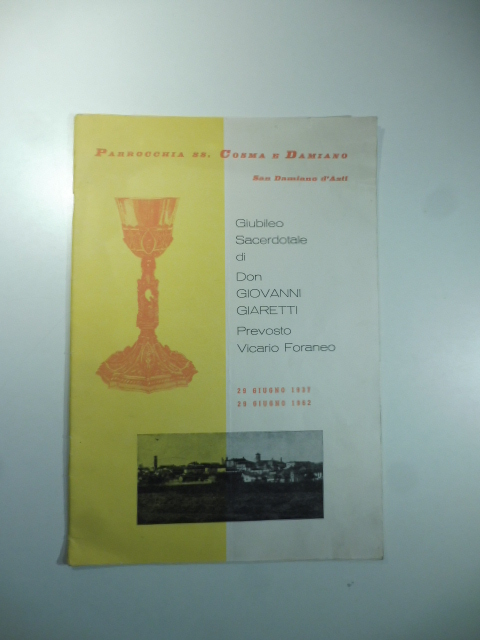 Parrocchia ss. Cosma e Damiano
San Damiano d'Asti
Giubileo
Sacerdotale
di
Don
GIOVANNI
GIARETTI
Prevosto
Vicario Foraneo
29 GIUGNO 1937
29 GIUGNO 1962